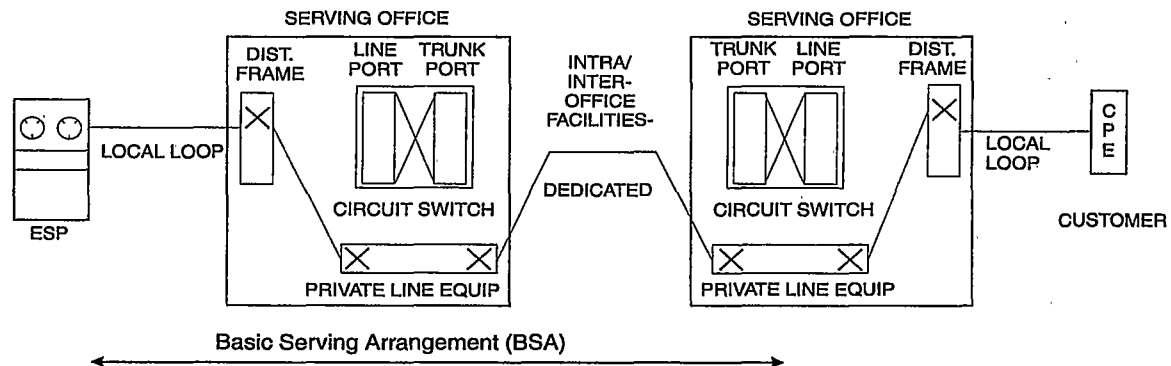 SERVING OFFICE
DIST.
FRAME
LINE
PORT
TRUNK
PORT
CIRCUIT SWITCH
PRIVATE LINE EQUIP
ESP
LOCAL LOOP
INTRA/
INTER-
OFFICE
FACILITIES-
DEDICATED
SERVING OFFICE
TRUNK
PORT
LINE
PORT
DIST.
FRAME
CIRCUIT SWITCH
PRIVATE LINE EQUIP
LOCAL
LOOP
C
P
E
CUSTOMER
Basic Serving Arrangement (BSA)